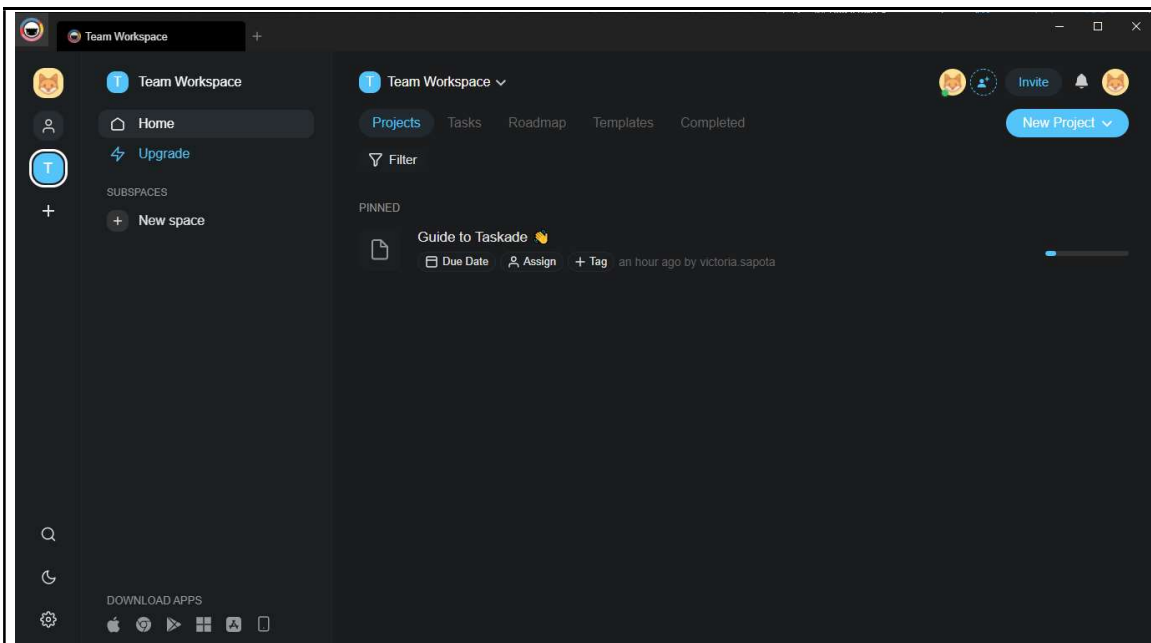 Team Workspace
Team Workspace
Home
Upgrade
SUBSPACES
New space
DOWNLOAD APPS
T
T
T Team Workspace
Invite
Projects Tasks Roadmap Templates Completed
New Project
Filter
PINNED
Guide to Taskade 👋
Due Date Assign + Tag an hour ago by victoria.sapota